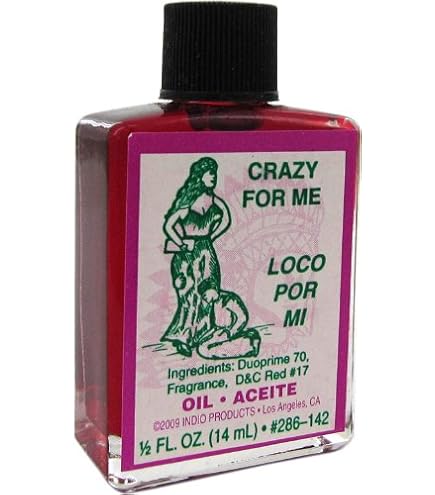 CRAZY
FOR ME
LOCO
POR
MI
Ingredients: Duoprime 70,
Fragrance, D&C Red #17
OIL • ACEITE
©2009 INDIO PRODUCTS • Los Angeles, CA
½ FL. OZ. (14 mL) • #286-142